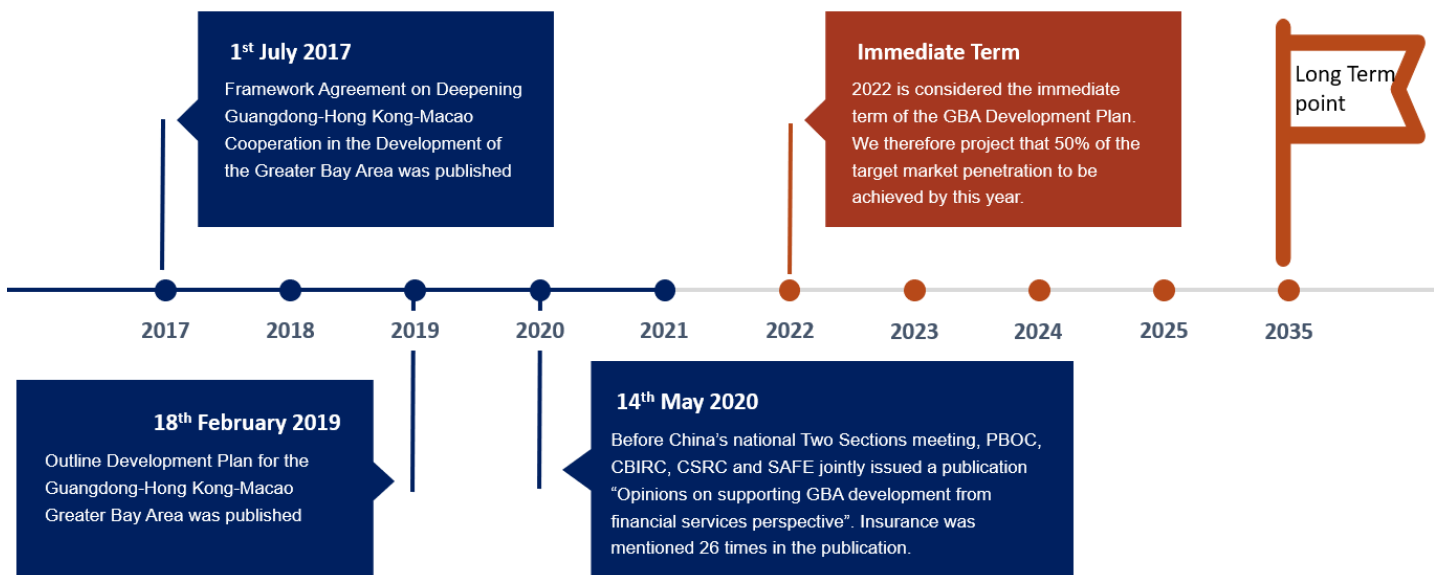 1st July 2017
Framework Agreement on Deepening
Guangdong-Hong Kong-Macao
Cooperation in the Development of
the Greater Bay Area was published
Immediate Term
2022 is considered the immediate
term of the GBA Development Plan.
We therefore project that 50% of the
target market penetration to be
achieved by this year.
Long Term
point
2017
2018
2019
2020
2021
2022
2023
2024
2025
2035
18th February 2019
Outline Development Plan for the
Guangdong-Hong Kong-Macao
Greater Bay Area was published
14th May 2020
Before China’s national Two Sections meeting, PBOC,
CBIRC, CSRC and SAFE jointly issued a publication
“Opinions on supporting GBA development from
financial services perspective”. Insurance was
mentioned 26 times in the publication.